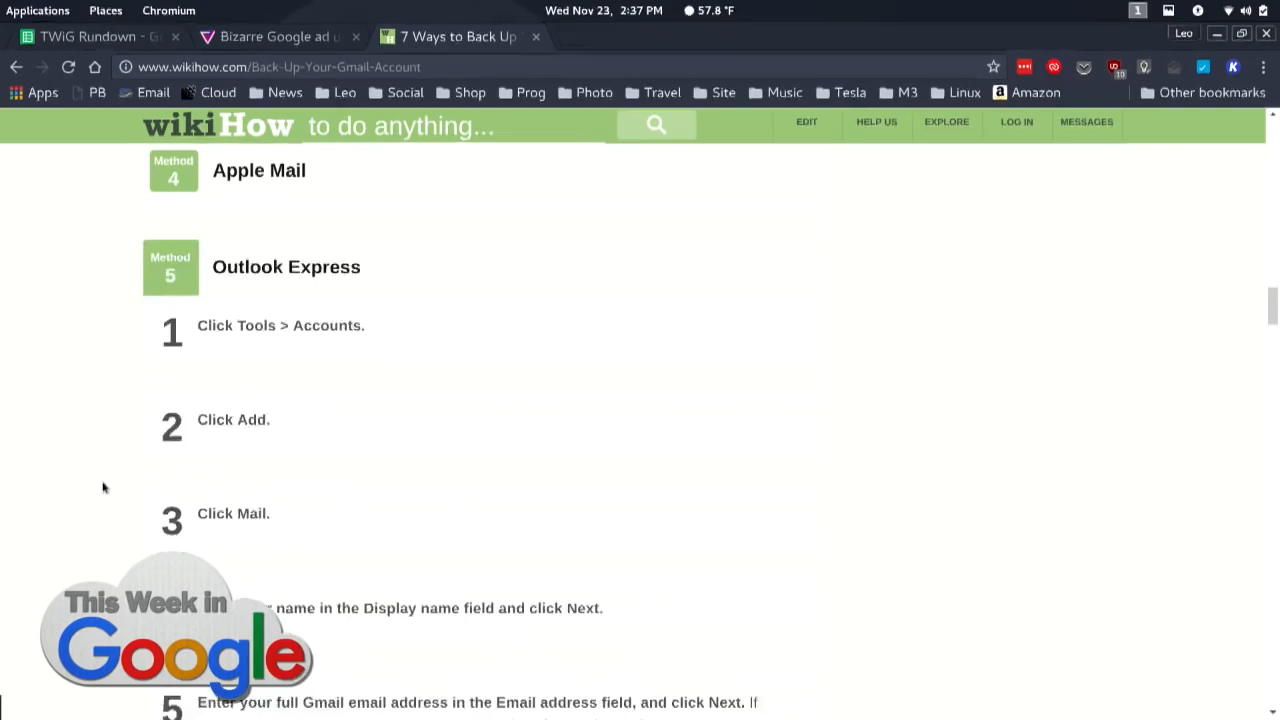 Applications Places Chromium Wed Nov 23, 2:37 PM 57.8 °F 1
TWiG Rundown - G Bizarre Google ad u 7 Ways to Back Up Leo
www.wikihow.com/Back-Up-Your-Gmail-Account 10 K
Apps PB Email Cloud News Leo Social Shop Prog Photo Travel Site Music Tesla M3 Linux a Amazon Other bookmarks
wikiHow to do anything... EDIT HELP US EXPLORE LOG IN MESSAGES
Method
4 Apple Mail
Method
5 Outlook Express
1 Click Tools > Accounts.
2 Click Add.
3 Click Mail.
name in the Display name field and click Next.
This Week in
Google
5 Enter your full Gmail email address in the Email address field, and click Next. If